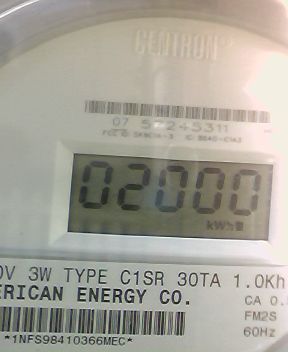 CENTRON
07
02000
kWh
0V 3W TYPE C1SR 30TA 1.0Kh
ERICAN ENERGY CO.
CA 0.
FM2S
60Hz
*1NFS98410366MEC*